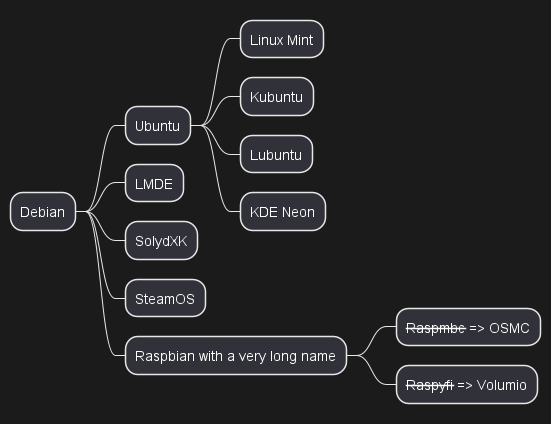 Debian
Ubuntu
Linux Mint
Kubuntu
Lubuntu
KDE Neon
LMDE
SolydXK
SteamOS
Raspbian with a very long name
Raspmbc => OSMC
Raspyfi => Volumio